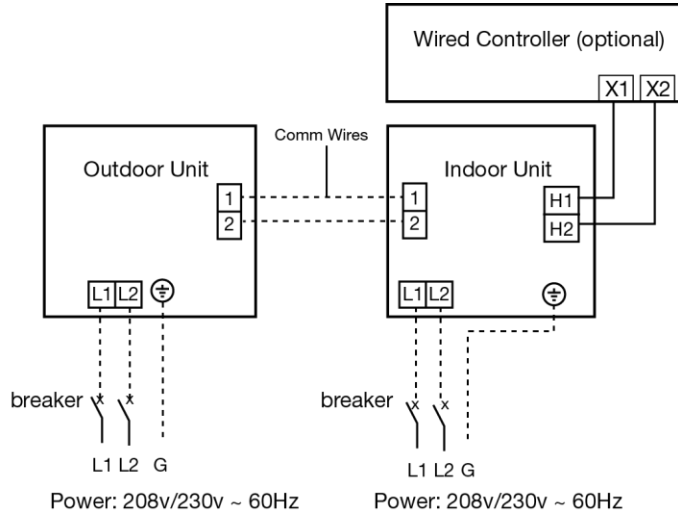 Wired Controller (optional)
X1 X2
Comm Wires
Outdoor Unit
1
2
L1 L2
Indoor Unit
1
2
H1
H2
L1 L2
breaker
x x
L1 L2 G
Power: 208v/230v ~ 60Hz
breaker
x x
L1 L2 G
Power: 208v/230v ~ 60Hz